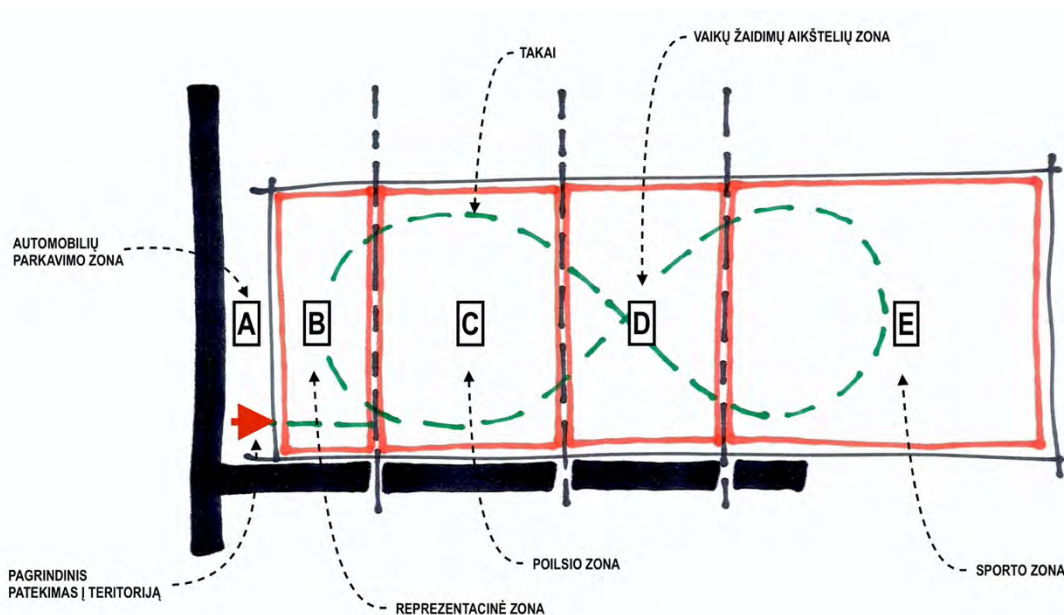 TAKAI
VAIKŲ ŽAIDIMŲ AIKŠTELIŲ ZONA
AUTOMOBILIŲ
PARKAVIMO ZONA
A
B
C
D
E
PAGRINDINIS
PATEKIMAS Į TERITORIJĄ
REPREZENTACINĖ ZONA
POILSIO ZONA
SPORTO ZONA